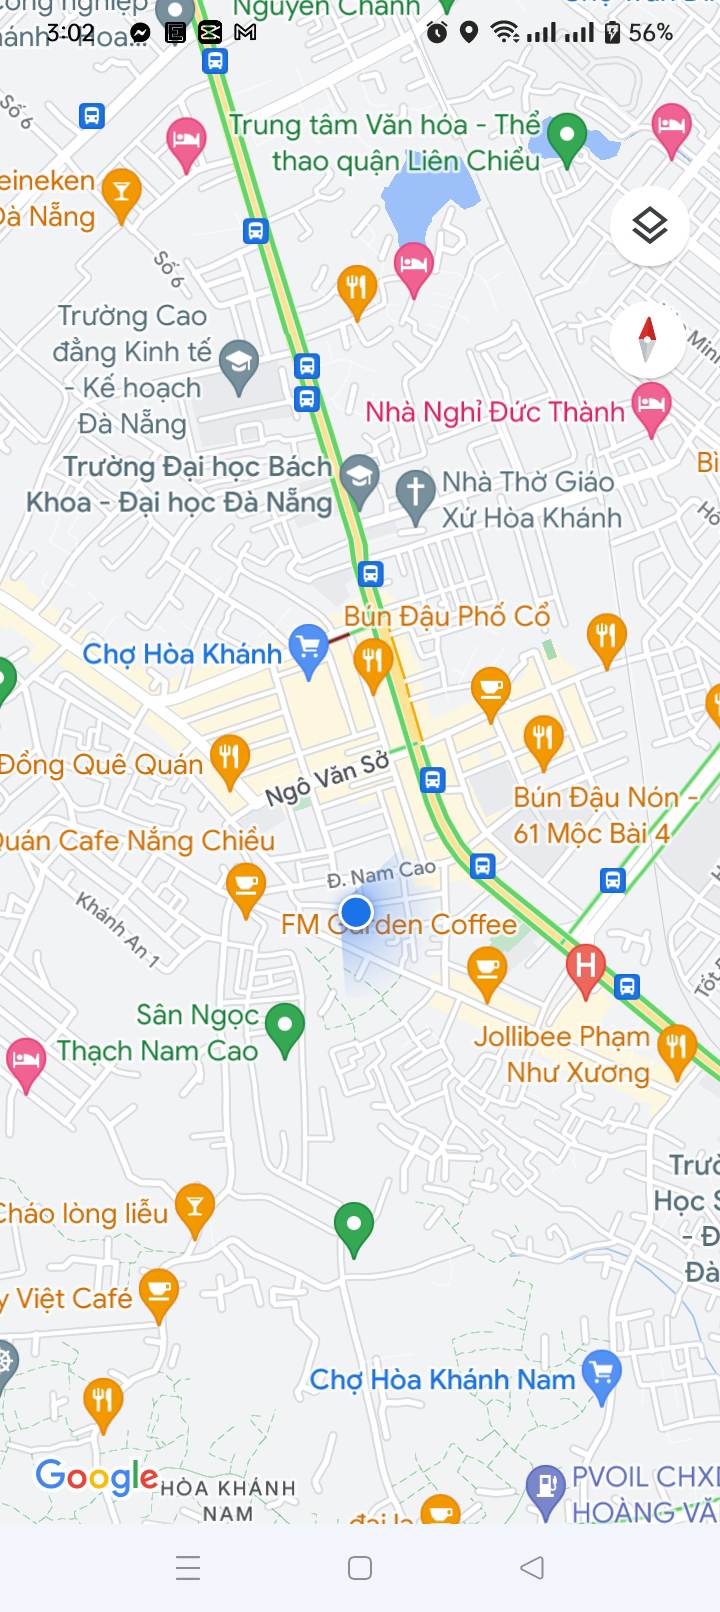 Nguyễn Chánh
3:02
56%
Số 6
Trung tâm Văn hóa - Thể
thao quận Liên Chiểu
eineken
Đà Nẵng
Số 6
Trường Cao
đẳng Kinh tế
- Kế hoạch
Đà Nẵng
Minh
Nhà Nghỉ Đức Thành
Trường Đại học Bách
Khoa - Đại học Đà Nẵng
Nhà Thờ Giáo
Xứ Hòa Khánh
Bún Đậu Phố Cổ
Chợ Hòa Khánh
Đồng Quê Quán
Ngô Văn Sở
Bún Đậu Nón -
61 Mộc Bài 4
Quán Cafe Nắng Chiều
Đ. Nam Cao
FM Garden Coffee
Khánh An 1
H
Sân Ngọc
Thạch Nam Cao
Jollibee Phạm
Như Xương
Cháo lòng liễu
Trườ
Học S
- Đ
Đà
y Việt Café
Chợ Hòa Khánh Nam
Google
HÒA KHÁNH
NAM
PVOIL CHXD
HOÀNG VĂ